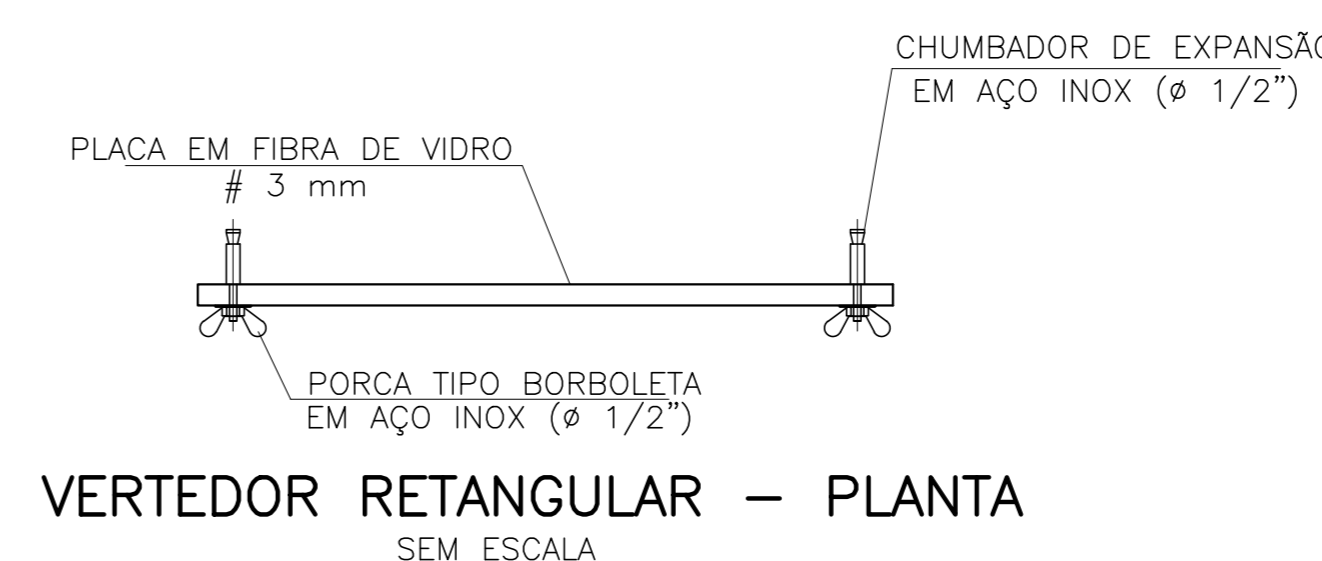 CHUMBADOR DE EXPANSÃO
EM AÇO INOX (ø 1/2")
PLACA EM FIBRA DE VIDRO
# 3 mm
PORCA TIPO BORBOLETA
EM AÇO INOX (ø 1/2")
VERTEDOR RETANGULAR – PLANTA
SEM ESCALA